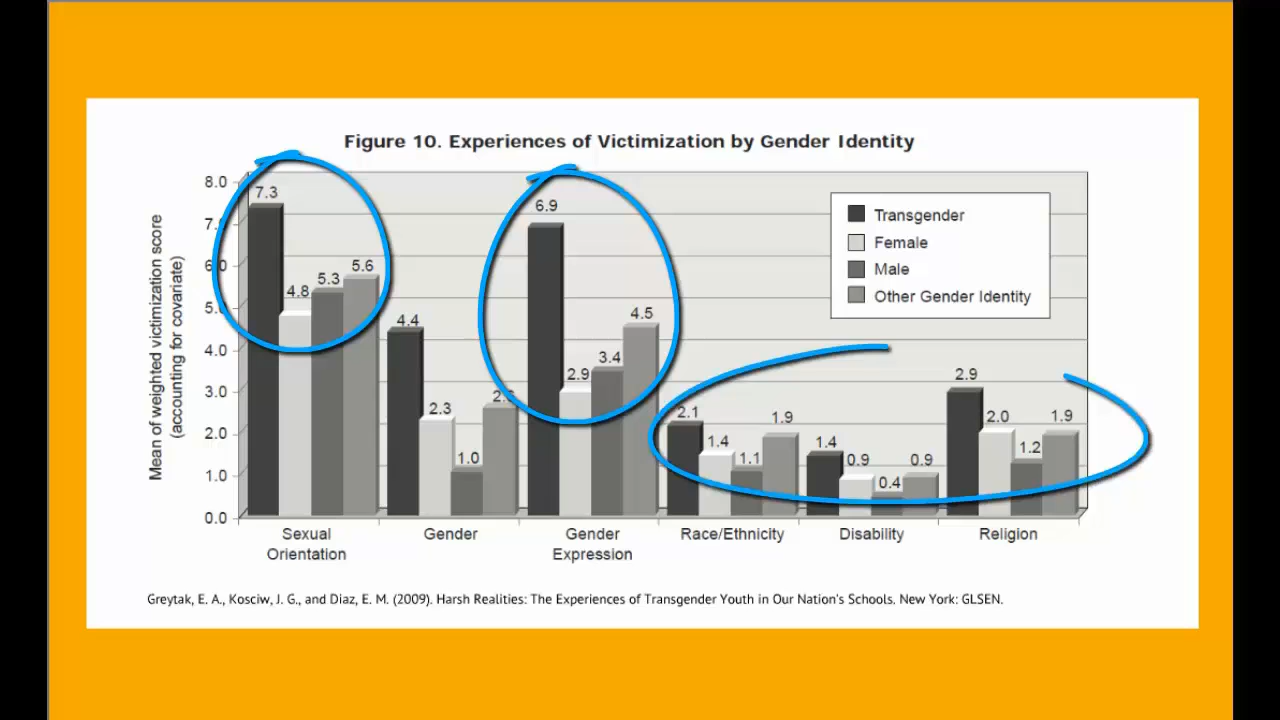 Figure 10. Experiences of Victimization by Gender Identity
Mean of weighted victimization score
(accounting for covariate)
8.0
7.3
6.0
5.0
4.0
3.0
2.0
1.0
0.0
4.8
5.3
5.6
4.4
2.3
1.0
6.9
2.9
3.4
4.5
2.1
1.4
1.1
1.9
1.4
0.9
0.4
0.9
2.9
2.0
1.2
1.9
Transgender
Female
Male
Other Gender Identity
Sexual
Orientation
Gender
Gender
Expression
Race/Ethnicity
Disability
Religion
Greytak, E. A., Kosciw, J. G., and Diaz, E. M. (2009). Harsh Realities: The Experiences of Transgender Youth in Our Nation's Schools. New York: GLSEN.